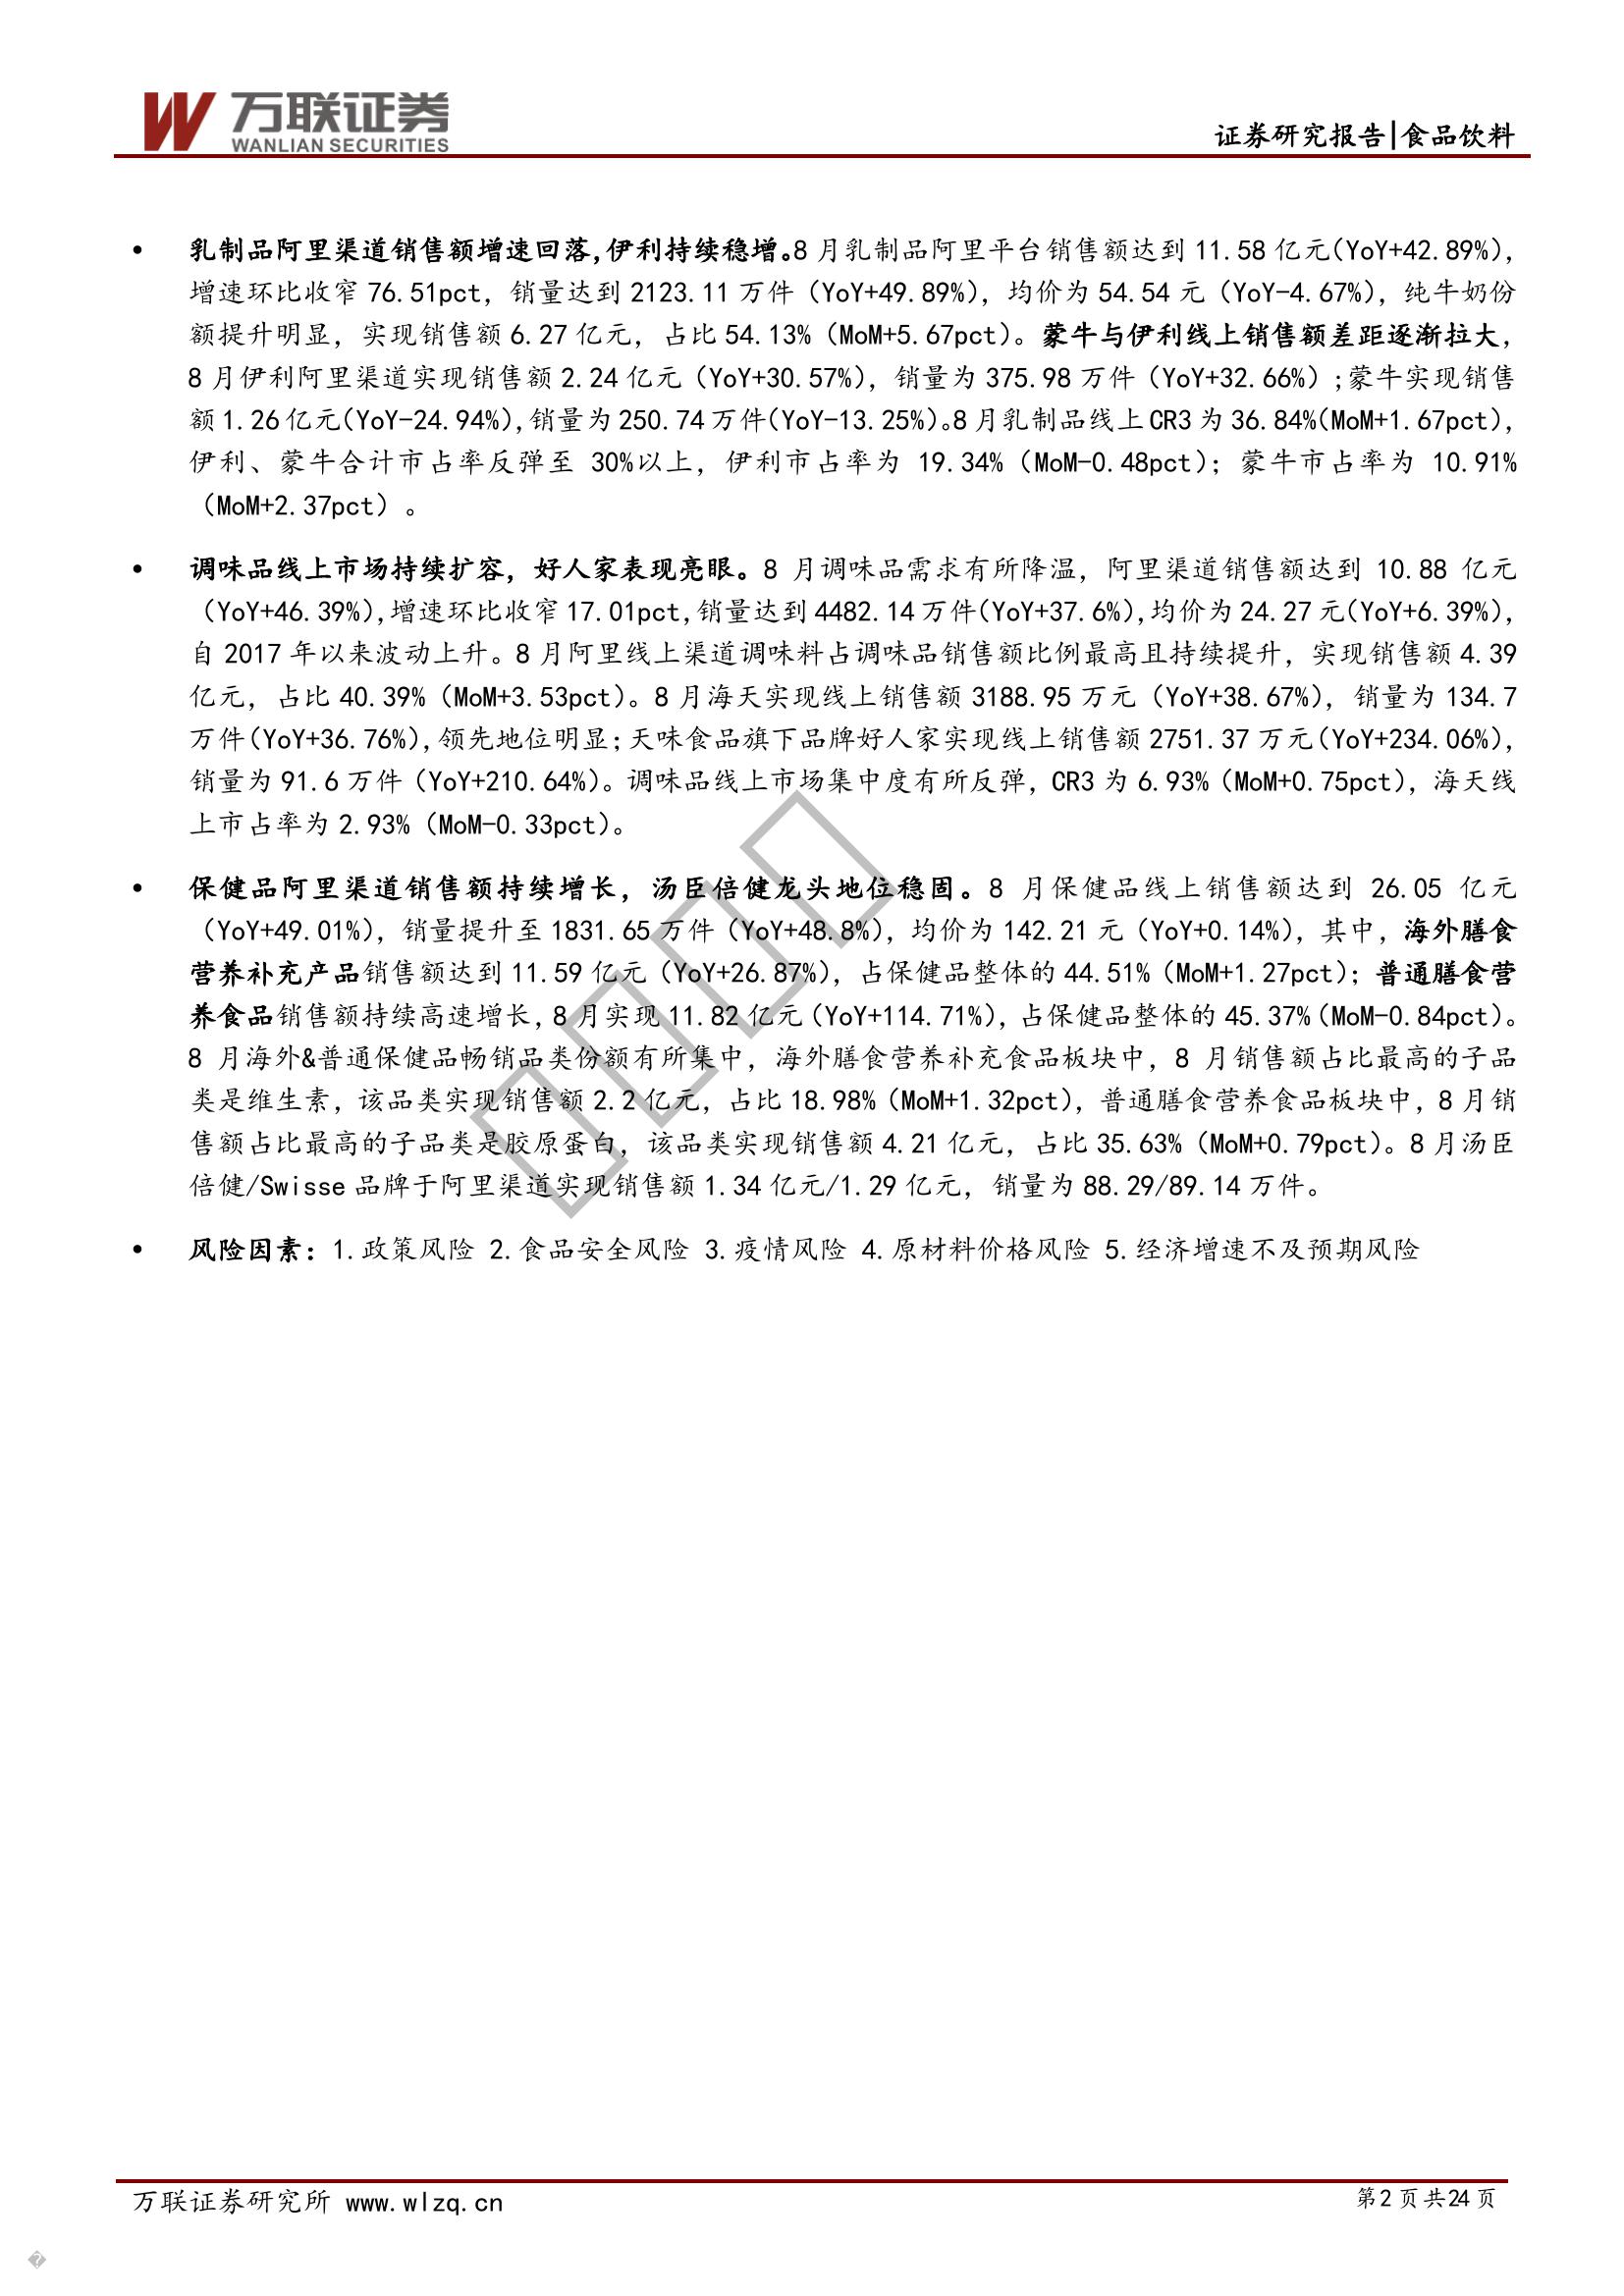 万联证券
WANLIAN SECURITIES
证券研究报告|食品饮料
• 乳制品阿里渠道销售额增速回落,伊利持续稳增。8月乳制品阿里平台销售额达到11.58亿元(YoY+42.89%),
增速环比收窄76.51pct，销量达到2123.11万件（YoY+49.89%），均价为54.54元（YoY-4.67%），纯牛奶份
额提升明显，实现销售额6.27亿元，占比54.13%（MoM+5.67pct）。蒙牛与伊利线上销售额差距逐渐拉大，
8月伊利阿里渠道实现销售额2.24亿元（YoY+30.57%），销量为375.98万件（YoY+32.66%）;蒙牛实现销售
额1.26亿元(YoY-24.94%),销量为250.74万件(YoY-13.25%)。8月乳制品线上CR3为36.84%(MoM+1.67pct),
伊利、蒙牛合计市占率反弹至 30%以上，伊利市占率为 19.34%（MoM-0.48pct）；蒙牛市占率为 10.91%
（MoM+2.37pct）。
• 调味品线上市场持续扩容，好人家表现亮眼。8 月调味品需求有所降温，阿里渠道销售额达到 10.88 亿元
（YoY+46.39%),增速环比收窄17.01pct,销量达到4482.14万件(YoY+37.6%),均价为24.27元(YoY+6.39%),
自2017年以来波动上升。8月阿里线上渠道调味料占调味品销售额比例最高且持续提升，实现销售额4.39
亿元，占比40.39%（MoM+3.53pct）。8月海天实现线上销售额3188.95万元（YoY+38.67%），销量为134.7
万件(YoY+36.76%),领先地位明显;天味食品旗下品牌好人家实现线上销售额2751.37万元(YoY+234.06%),
销量为91.6万件（YoY+210.64%）。调味品线上市场集中度有所反弹，CR3为6.93%（MoM+0.75pct），海天线
上市占率为2.93%（MoM-0.33pct）。
• 保健品阿里渠道销售额持续增长，汤臣倍健龙头地位稳固。8 月保健品线上销售额达到 26.05 亿元
（YoY+49.01%），销量提升至1831.65万件（YoY+48.8%），均价为142.21元（YoY+0.14%），其中，海外膳食
营养补充产品销售额达到11.59亿元（YoY+26.87%），占保健品整体的44.51%（MoM+1.27pct）；普通膳食营
养食品销售额持续高速增长,8月实现11.82亿元（YoY+114.71%），占保健品整体的45.37%（MoM-0.84pct）。
8 月海外&普通保健品畅销品类份额有所集中，海外膳食营养补充食品板块中，8 月销售额占比最高的子品
类是维生素，该品类实现销售额2.2亿元，占比18.98%（MoM+1.32pct），普通膳食营养食品板块中，8月销
售额占比最高的子品类是胶原蛋白，该品类实现销售额4.21亿元，占比35.63%（MoM+0.79pct）。8月汤臣
倍健/Swisse品牌于阿里渠道实现销售额1.34亿元/1.29亿元，销量为88.29/89.14万件。
• 风险因素：1.政策风险 2.食品安全风险 3.疫情风险 4.原材料价格风险 5.经济增速不及预期风险
万联证券研究所 www.wlzq.cn
第2页共24页